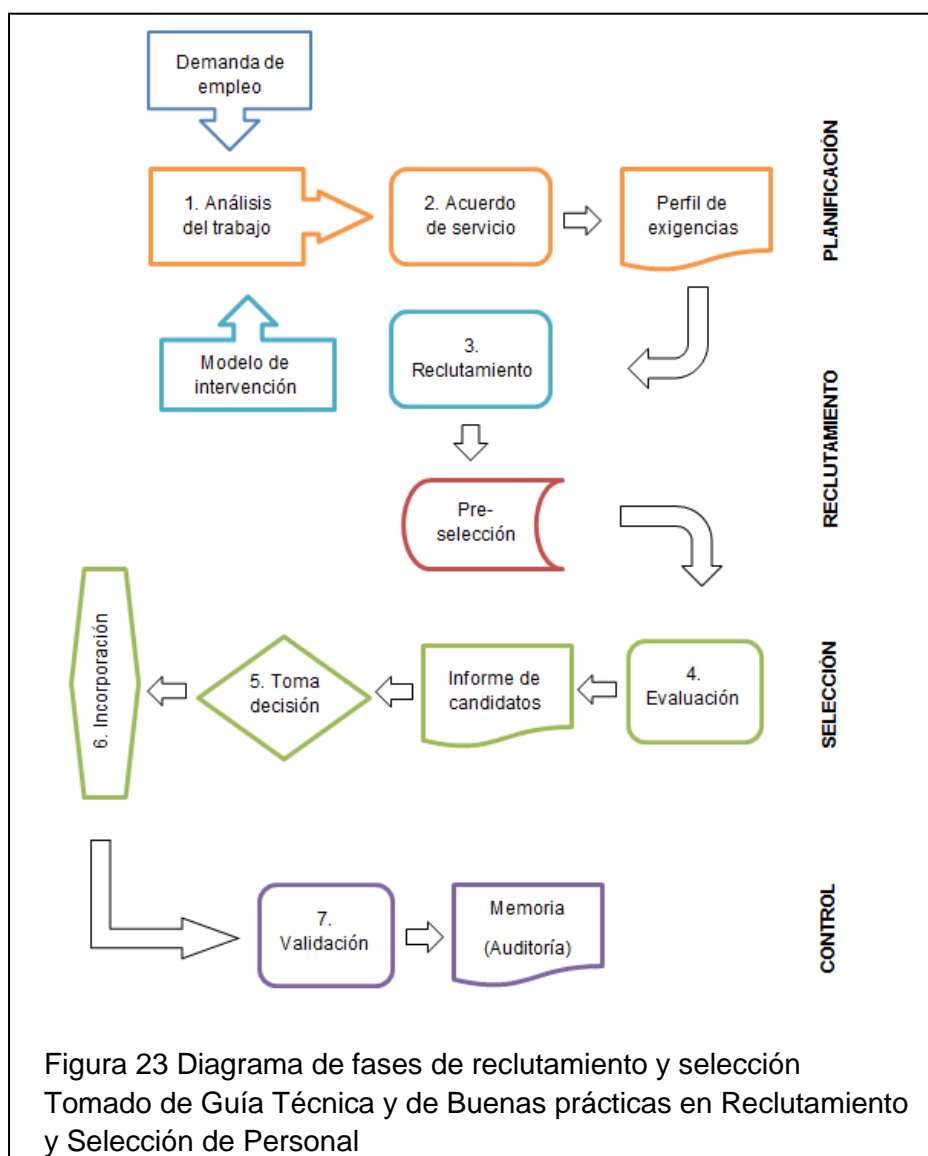 Demanda de
empleo
1. Análisis
del trabajo
2. Acuerdo
de servicio
Perfil de
exigencias
PLANIFICACIÓN
Modelo de
intervención
3.
Reclutamiento
RECLUTAMIENTO
Pre-
selección
6. Incorporación
5. Toma
decisión
Informe de
candidatos
4.
Evaluación
SELECCIÓN
7.
Validación
Memoria
(Auditoría)
CONTROL
Figura 23 Diagrama de fases de reclutamiento y selección
Tomado de Guía Técnica y de Buenas prácticas en Reclutamiento
y Selección de Personal